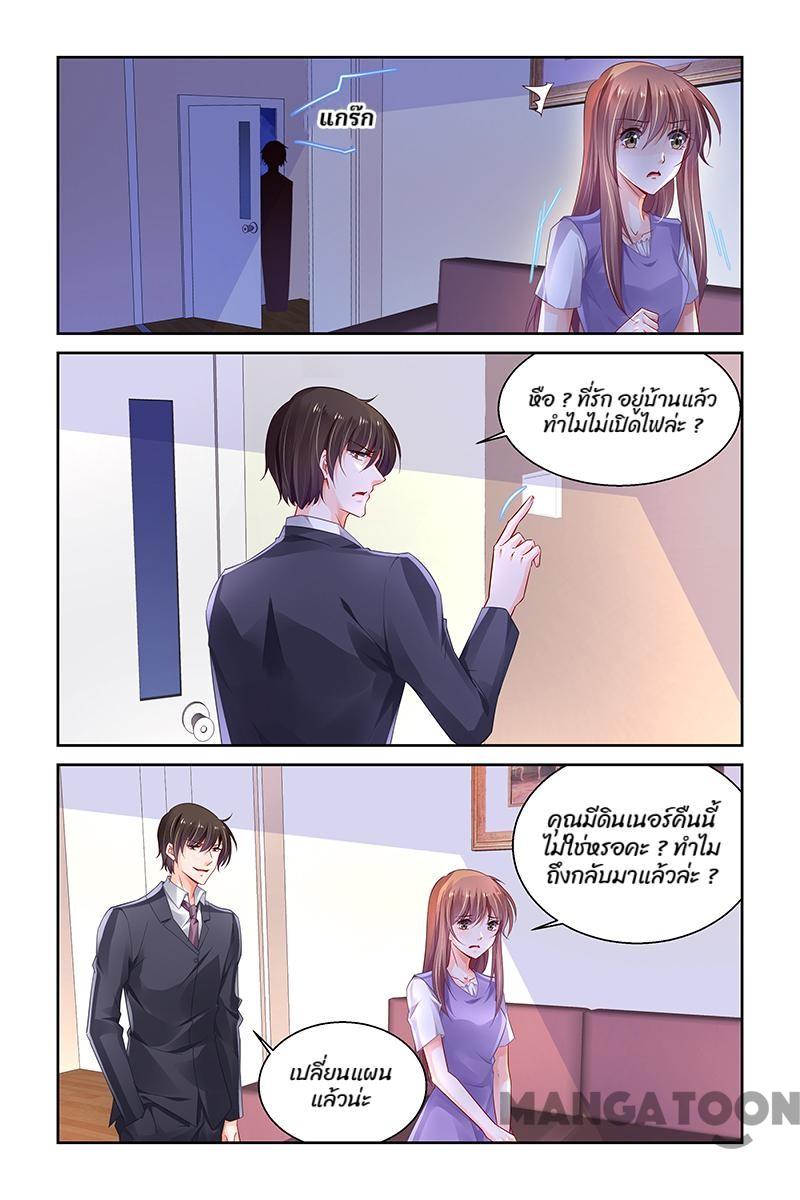 แกร๊ก
หือ ? ที่รัก อยู่บ้านแล้ว
ทำไมไม่เปิดไฟล่ะ ?
คุณมีดินเนอร์คืนนี้
ไม่ใช่หรอคะ ? ทำไม
ถึงกลับมาแล้วล่ะ ?
เปลี่ยนแผน
แล้วน่ะ
MANGATOON